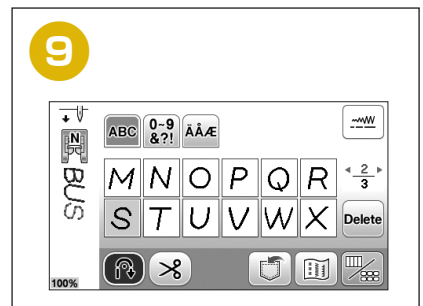 9
N
BUS
100%
ABC 0~9 &?! ÄÅÆ
M N O P Q R
2
3
S T U V W X
Delete